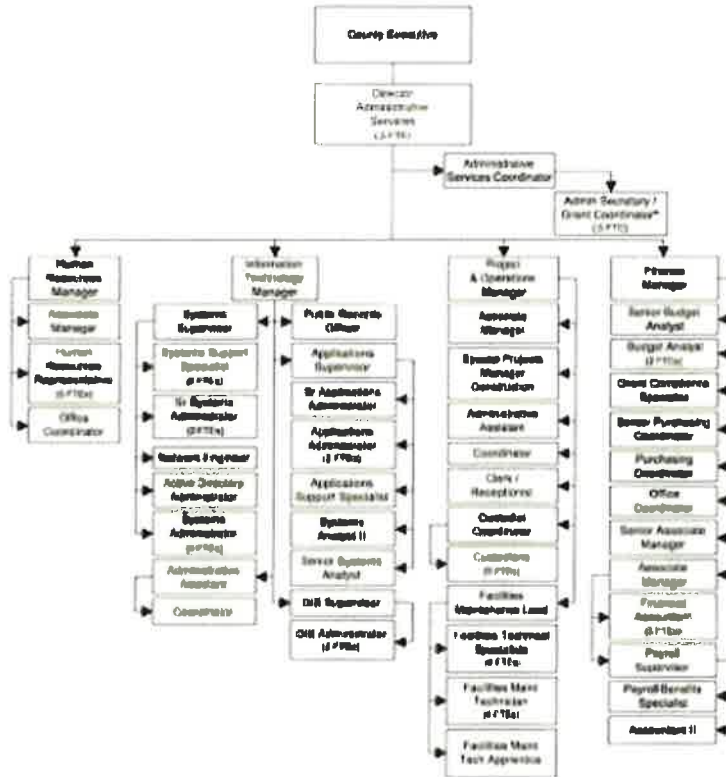 County Executive
Director
Administrative
Services
Administrative
Services Coordinator
Admin Secretary /
Grant Coordinator*
Human
Resources
Manager
Associate
Manager
Human
Resources
Representative
Office
Coordinator
Information
Technology
Manager
Systems
Supervisor
Systems Support
Specialist
Sr Systems
Administrator
Network Engineer
Active Directory
Administrator
Systems
Administrator
Administrative
Assistant
Coordinator
Public Records
Officer
Applications
Supervisor
Sr Applications
Administrator
Applications
Administrator
Applications
Support Specialist
Systems
Analyst II
Senior Systems
Analyst
GIS Supervisor
GIS Administrator
Project
& Operations
Manager
Associate
Manager
Special Projects
Manager
Construction
Administrative
Assistant
Coordinator
Clerk /
Receptionist
Custodial
Coordinator
Custodians
Facilities
Maintenance Lead
Facilities Technical
Specialists
Facilities Maint
Technician
Facilities Maint
Tech Apprentice
Finance
Manager
Senior Budget
Analyst
Budget Analyst
Grant Compliance
Specialist
Senior Purchasing
Coordinator
Purchasing
Coordinator
Office
Coordinator
Senior Associate
Manager
Associate
Manager
Financial
Accountant
Payroll
Supervisor
Payroll/Benefits
Specialist
Accountant II